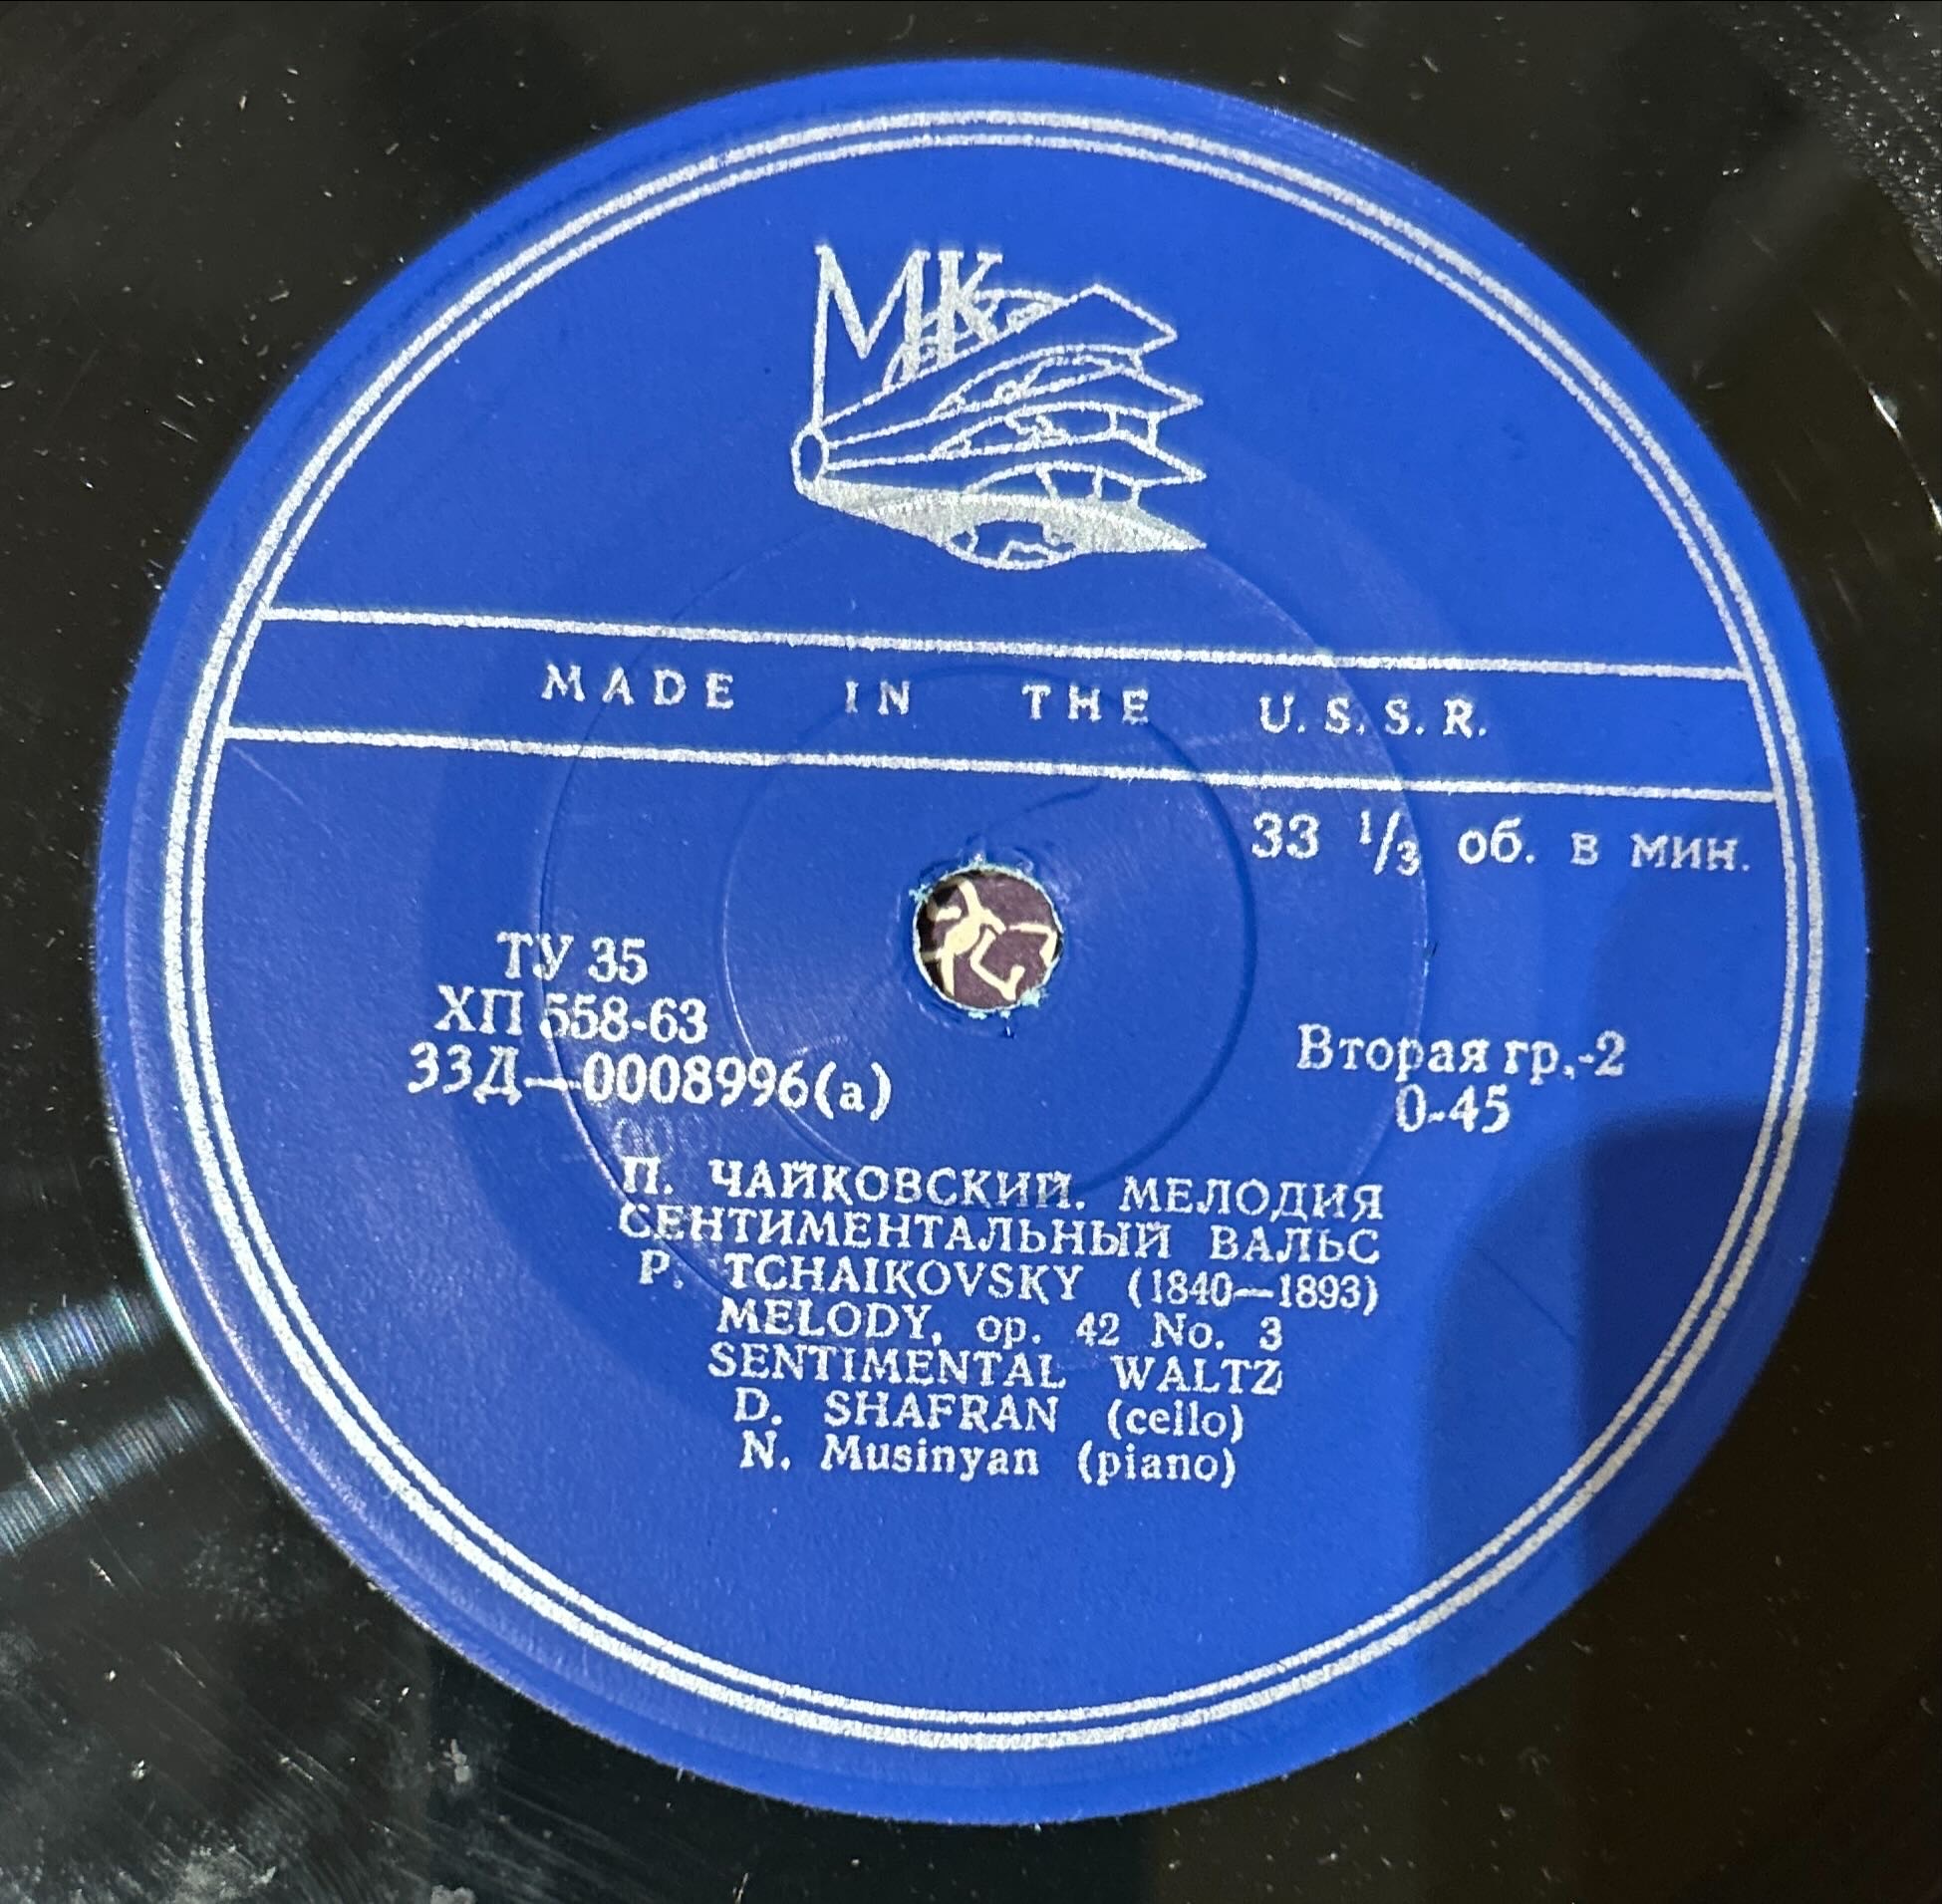 МК
MADE IN THE U.S.S.R.
33 1/3 об. в мин.
ТУ 35
ХП 558-63
33Д—0008996(а)
Вторая гр.-2
0-45
П. ЧАЙКОВСКИЙ. МЕЛОДИЯ
СЕНТИМЕНТАЛЬНЫЙ ВАЛЬС
P. TCHAIKOVSKY (1840—1893)
MELODY, op. 42 No. 3
SENTIMENTAL WALTZ
D. SHAFRAN (cello)
N. Musinyan (piano)